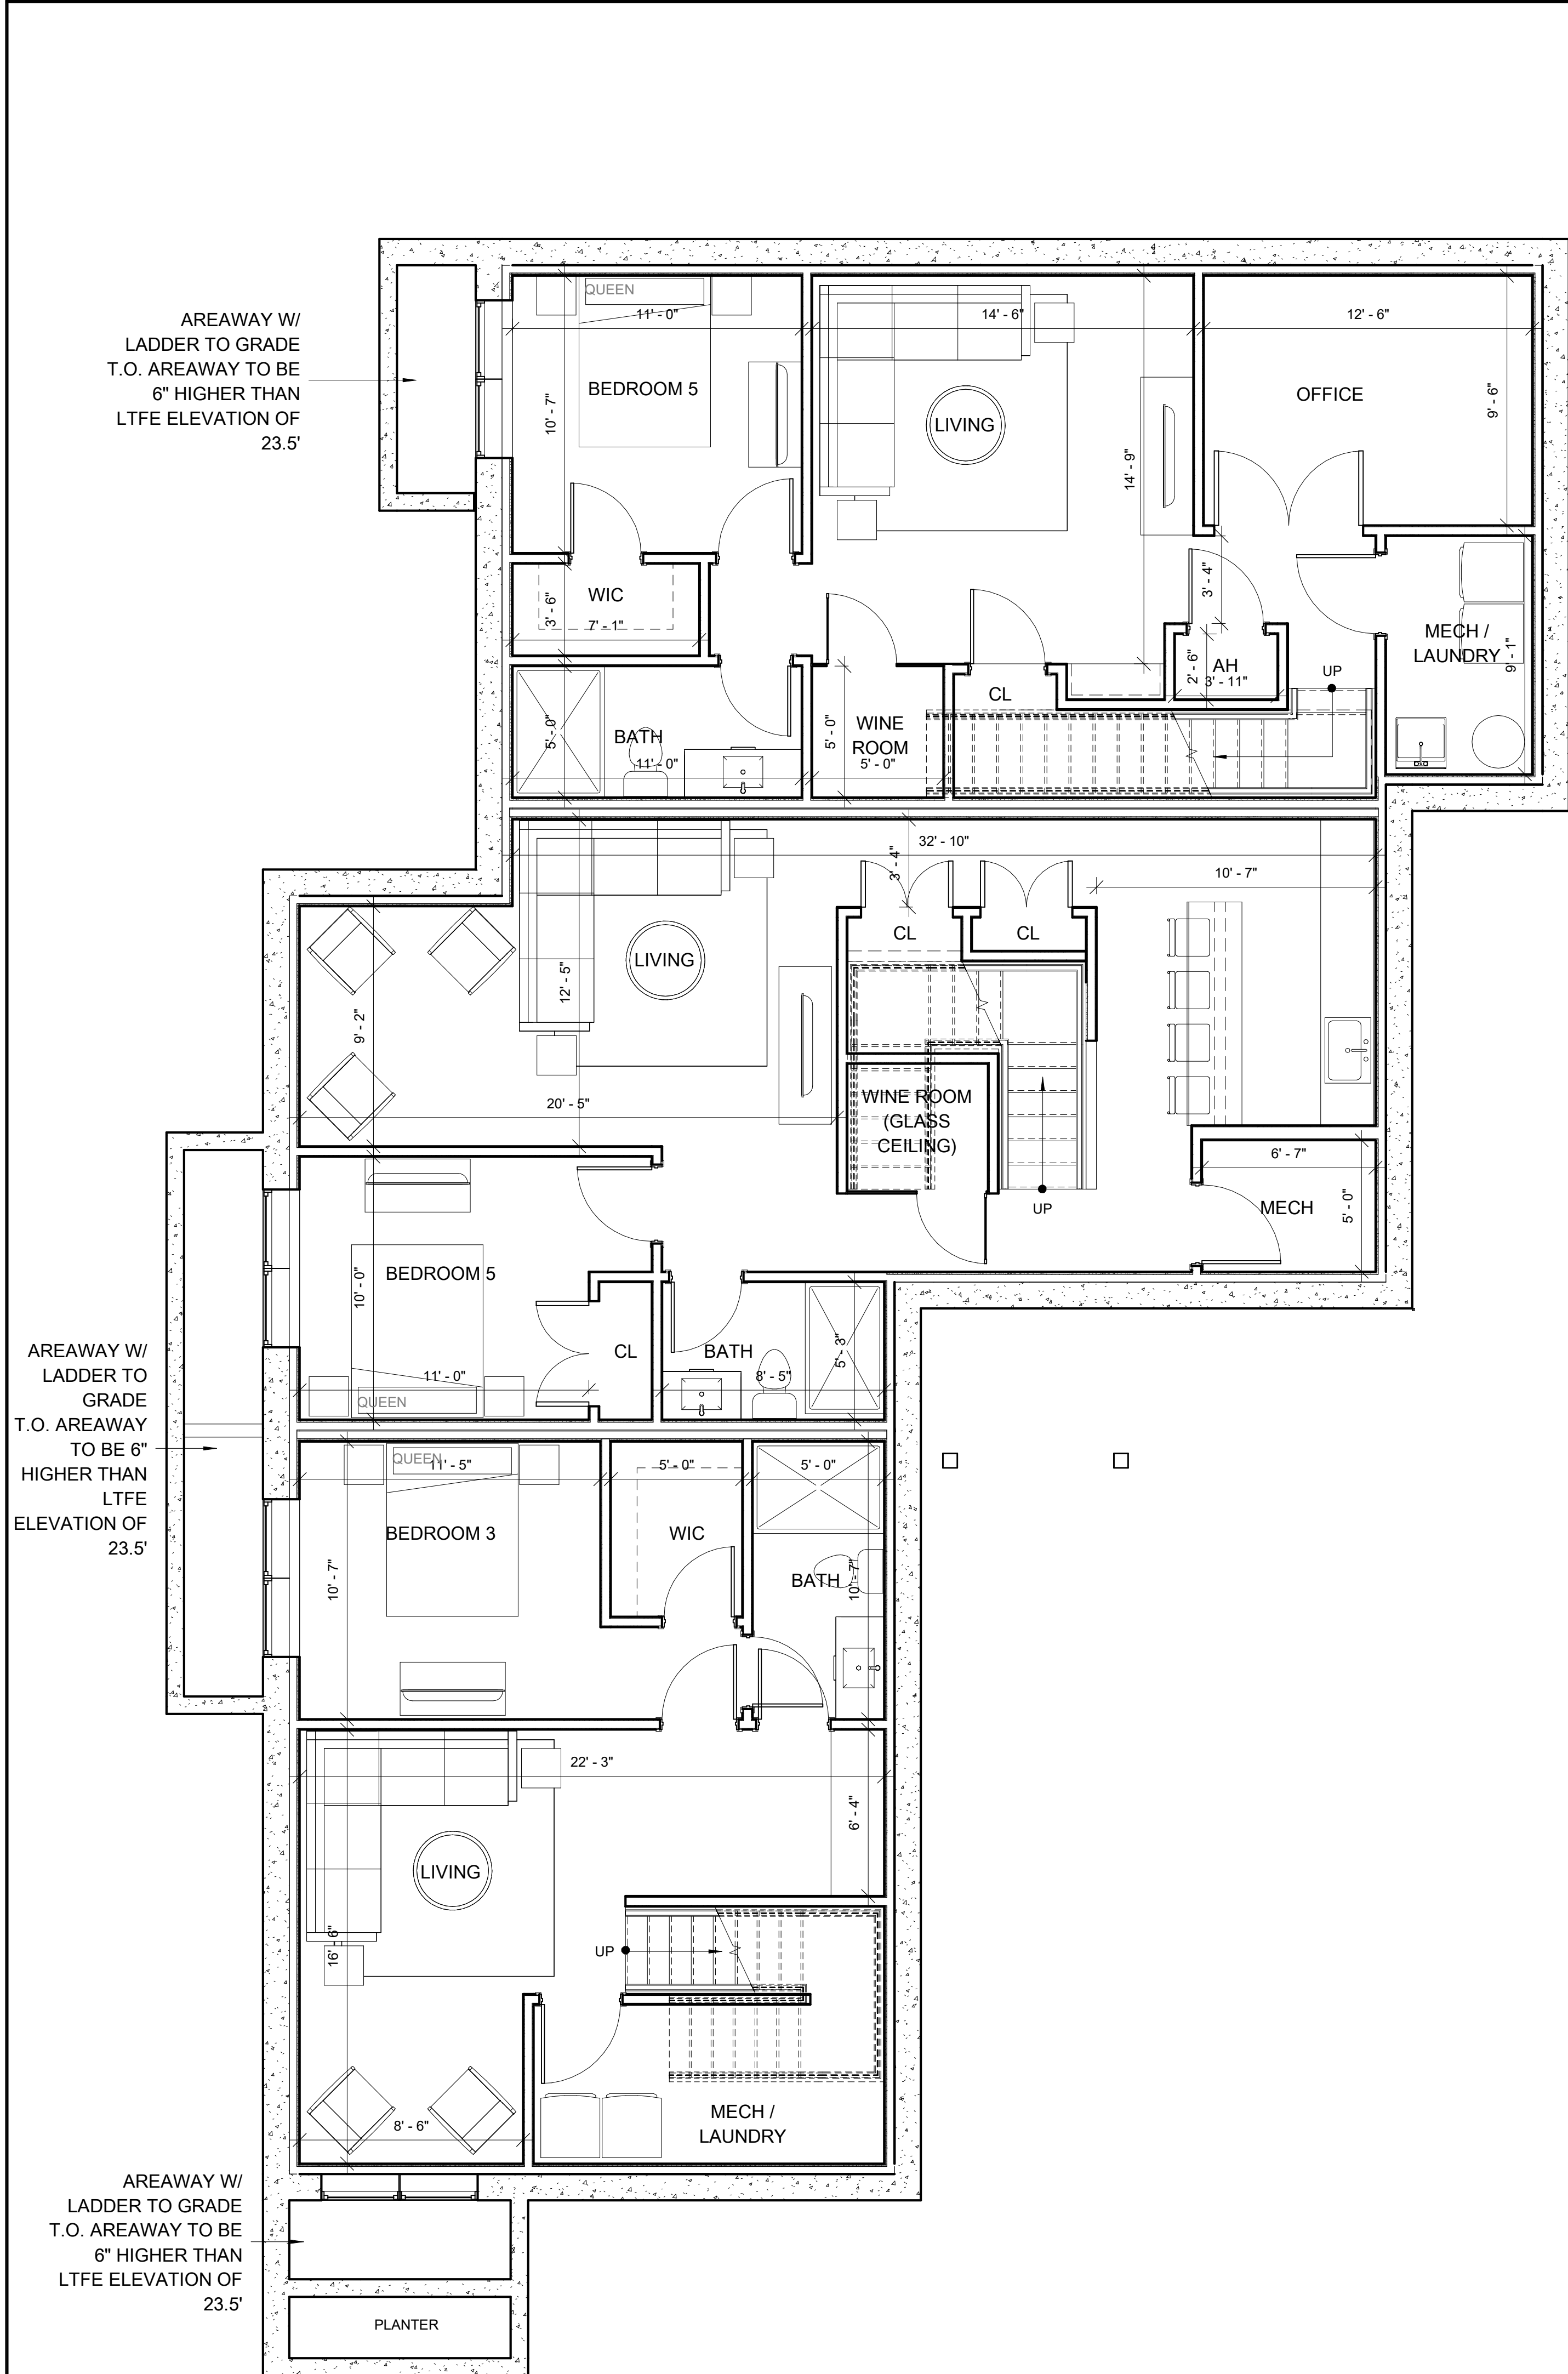 AREAWAY W/
LADDER TO GRADE
T.O. AREAWAY TO BE
6" HIGHER THAN
LTFE ELEVATION OF
23.5'
QUEEN
11' - 0"
BEDROOM 5
10' - 7"
14' - 6"
LIVING
14' - 9"
12' - 6"
OFFICE
9' - 6"
WIC
3' - 6"
7' - 1"
3' - 4"
MECH /
LAUNDRY
9' - 1"
2' - 6"
AH
3' - 11"
UP
CL
BATH
5' - 0"
11' - 0"
WINE
ROOM
5' - 0"
5' - 0"
32' - 10"
3' - 4"
10' - 7"
CL
CL
LIVING
12' - 5"
9' - 2"
20' - 5"
WINE ROOM
(GLASS
CEILING)
UP
6' - 7"
MECH
5' - 0"
BEDROOM 5
10' - 0"
CL
BATH
5' - 3"
11' - 0"
8' - 5"
QUEEN
AREAWAY W/
LADDER TO
GRADE
T.O. AREAWAY
TO BE 6"
HIGHER THAN
LTFE
ELEVATION OF
23.5'
QUEEN
11' - 5"
5' - 0"
5' - 0"
BEDROOM 3
WIC
10' - 7"
BATH
10' - 7"
22' - 3"
6' - 4"
LIVING
16' - 6"
UP
MECH /
LAUNDRY
8' - 6"
AREAWAY W/
LADDER TO GRADE
T.O. AREAWAY TO BE
6" HIGHER THAN
LTFE ELEVATION OF
23.5'
PLANTER